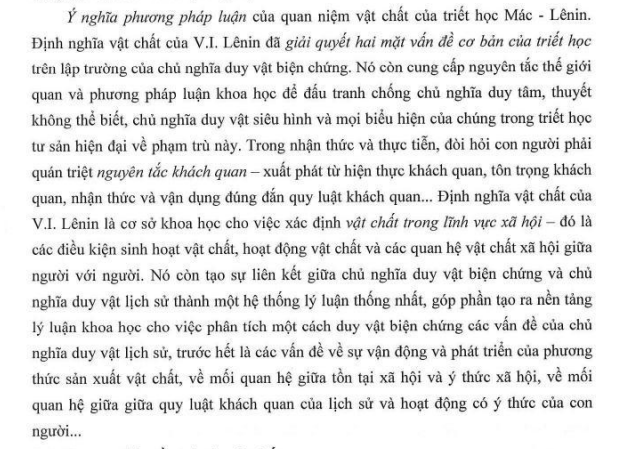 Ý nghĩa phương pháp luận của quan niệm vật chất của triết học Mác - Lênin.
Định nghĩa vật chất của V.I. Lênin đã giải quyết hai mặt vấn đề cơ bản của triết học
trên lập trường của chủ nghĩa duy vật biện chứng. Nó còn cung cấp nguyên tắc thế giới
quan và phương pháp luận khoa học để đấu tranh chống chủ nghĩa duy tâm, thuyết
không thể biết, chủ nghĩa duy vật siêu hình và mọi biểu hiện của chúng trong triết học
tư sản hiện đại về phạm trù này. Trong nhận thức và thực tiễn, đòi hỏi con người phải
quán triệt nguyên tắc khách quan – xuất phát từ hiện thực khách quan, tôn trọng khách
quan, nhận thức và vận dụng đúng đắn quy luật khách quan... Định nghĩa vật chất của
V.I. Lênin là cơ sở khoa học cho việc xác định vật chất trong lĩnh vực xã hội – đó là
các điều kiện sinh hoạt vật chất, hoạt động vật chất và các quan hệ vật chất xã hội giữa
người với người. Nó còn tạo sự liên kết giữa chủ nghĩa duy vật biện chứng và chủ
nghĩa duy vật lịch sử thành một hệ thống lý luận thống nhất, góp phần tạo ra nền tảng
lý luận khoa học cho việc phân tích một cách duy vật biện chứng các vấn đề của chủ
nghĩa duy vật lịch sử, trước hết là các vấn đề về sự vận động và phát triển của phương
thức sản xuất vật chất, về mối quan hệ giữa tồn tại xã hội và ý thức xã hội, về mối
quan hệ giữa giữa quy luật khách quan của lịch sử và hoạt động có ý thức của con
người...